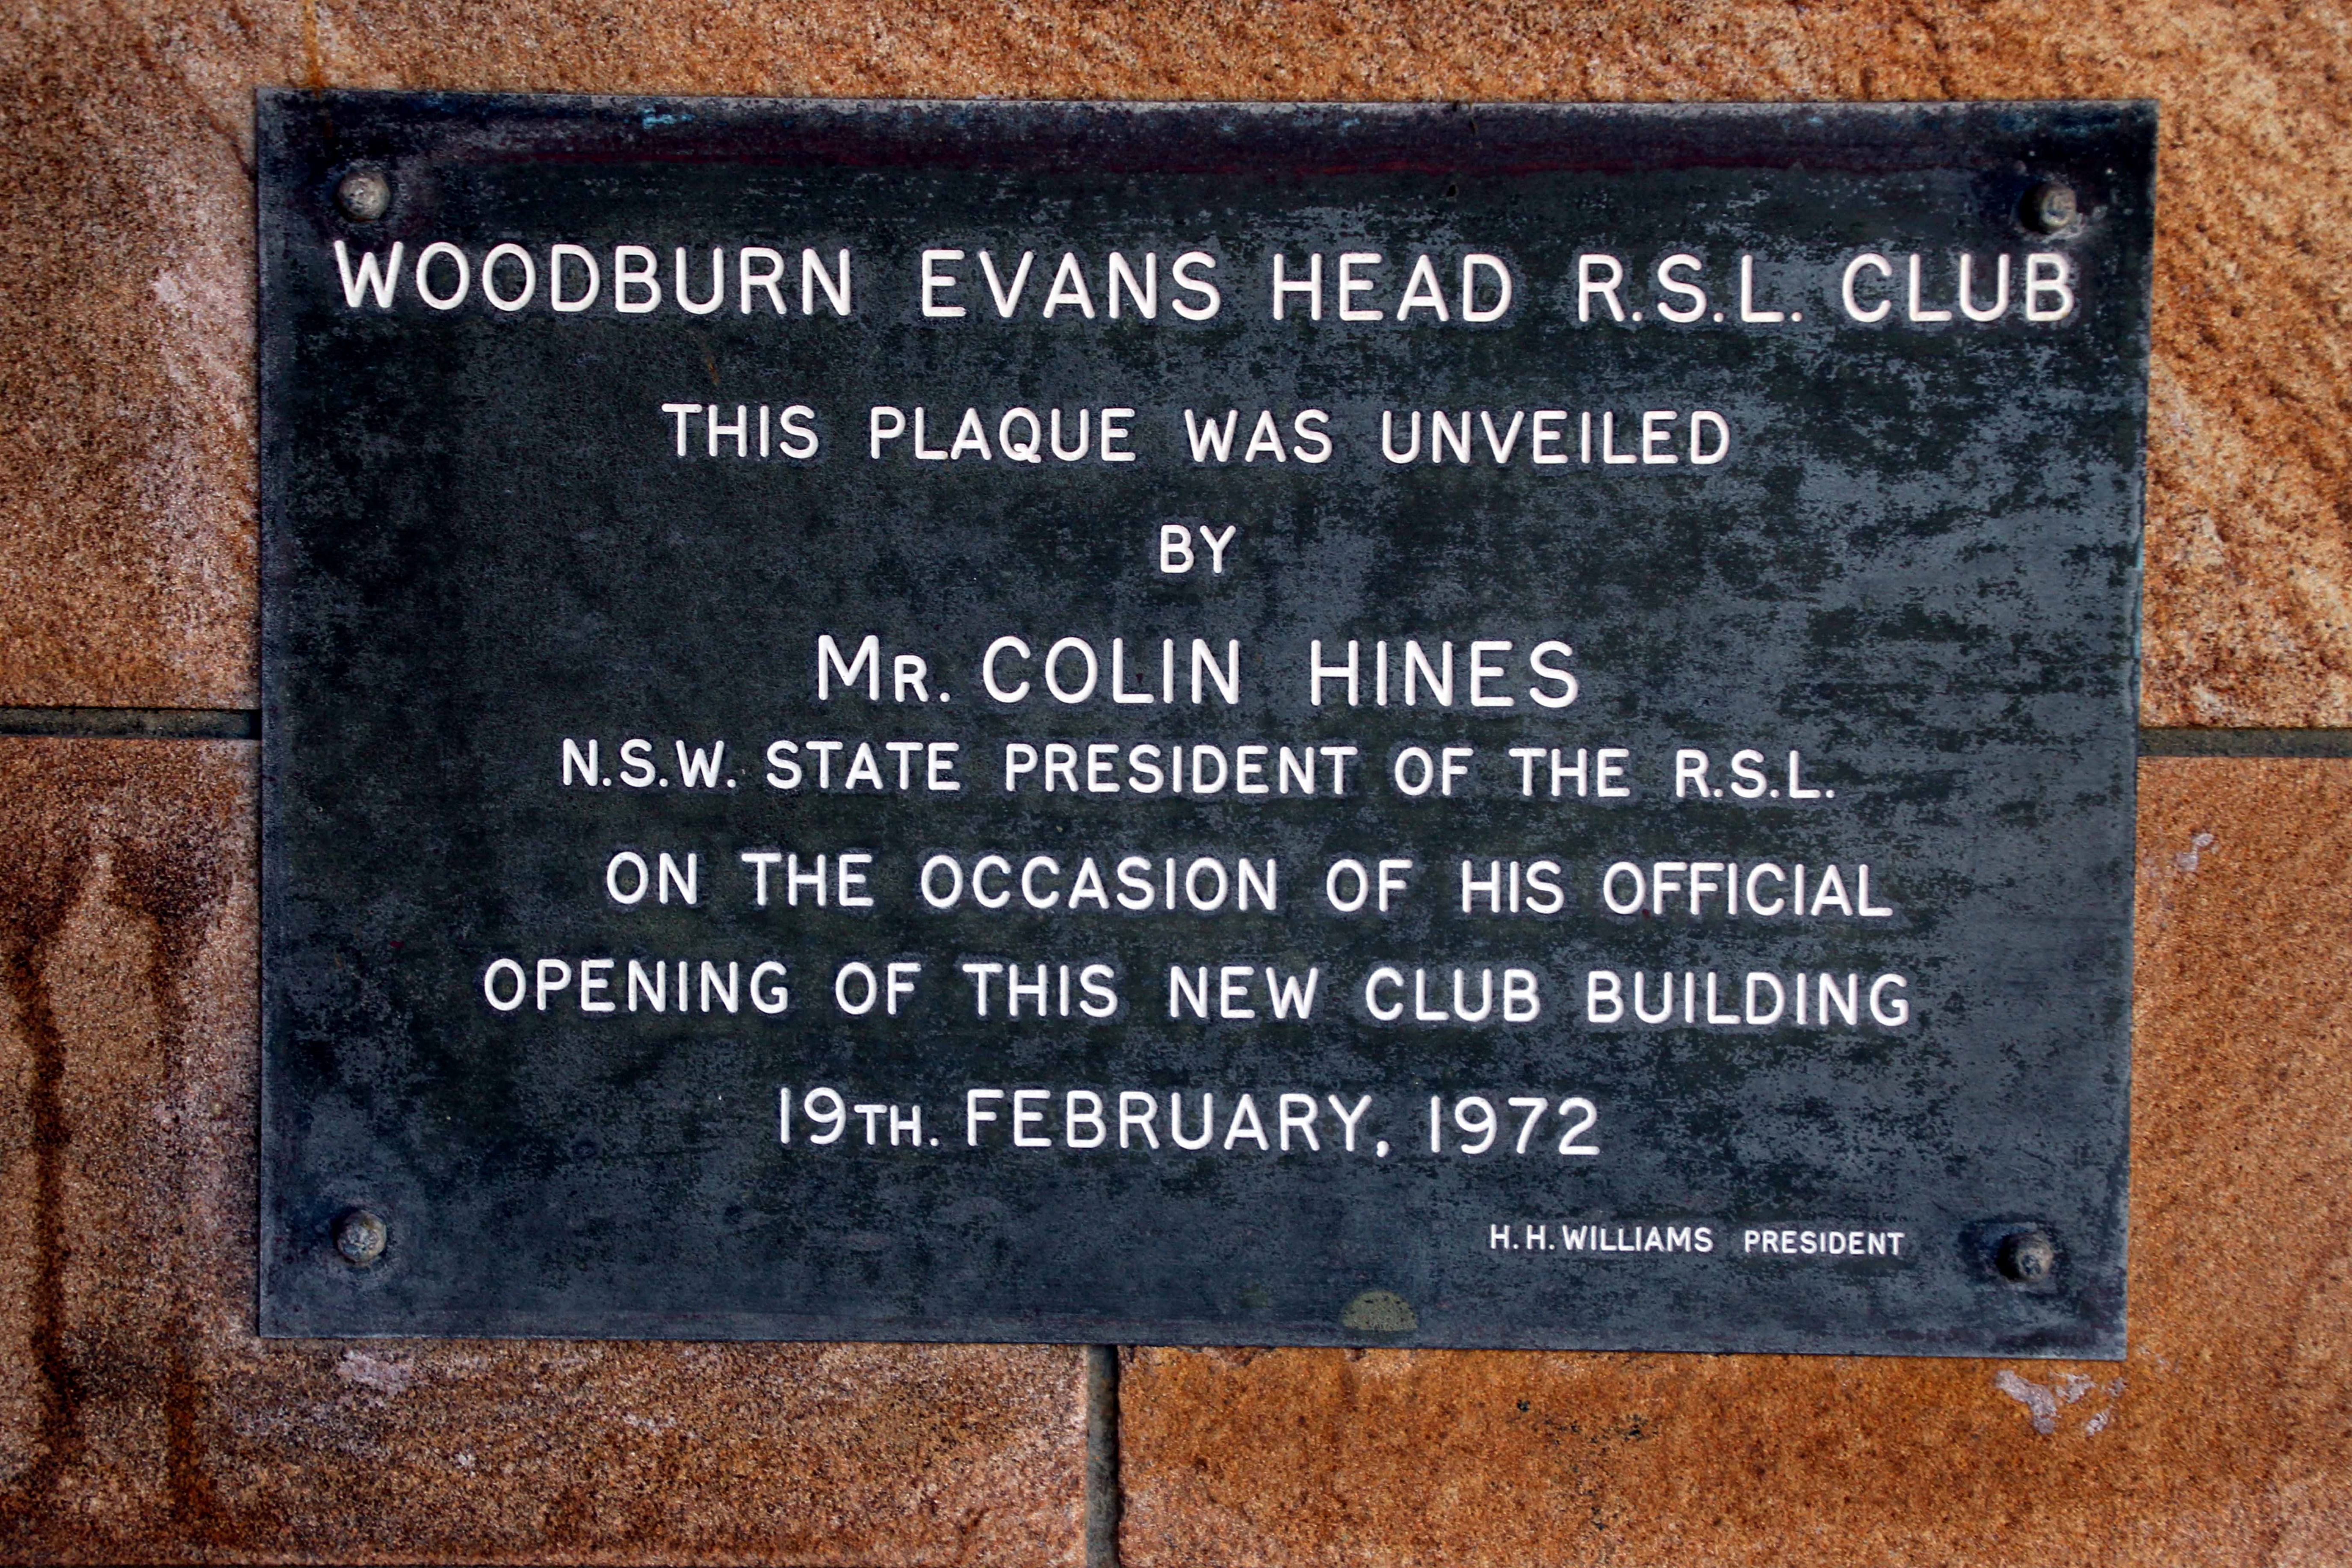 WOODBURN EVANS HEAD R.S.L. CLUB
THIS PLAQUE WAS UNVEILED
BY
MR. COLIN HINES
N.S.W. STATE PRESIDENT OF THE R.S.L.
ON THE OCCASION OF HIS OFFICIAL
OPENING OF THIS NEW CLUB BUILDING
19TH. FEBRUARY, 1972
H.H. WILLIAMS PRESIDENT